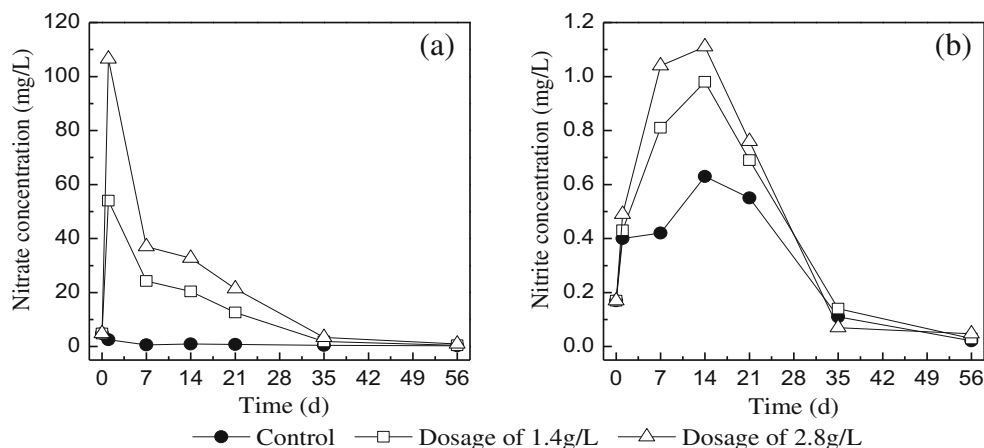 (a)
Nitrate concentration (mg/L)
120
100
80
60
40
20
0
0 7 14 21 28 35 42 49 56
Time (d)
(b)
Nitrite concentration (mg/L)
1.2
1.0
0.8
0.6
0.4
0.2
0.0
0 7 14 21 28 35 42 49 56
Time (d)
Control Dosage of 1.4g/L Dosage of 2.8g/L